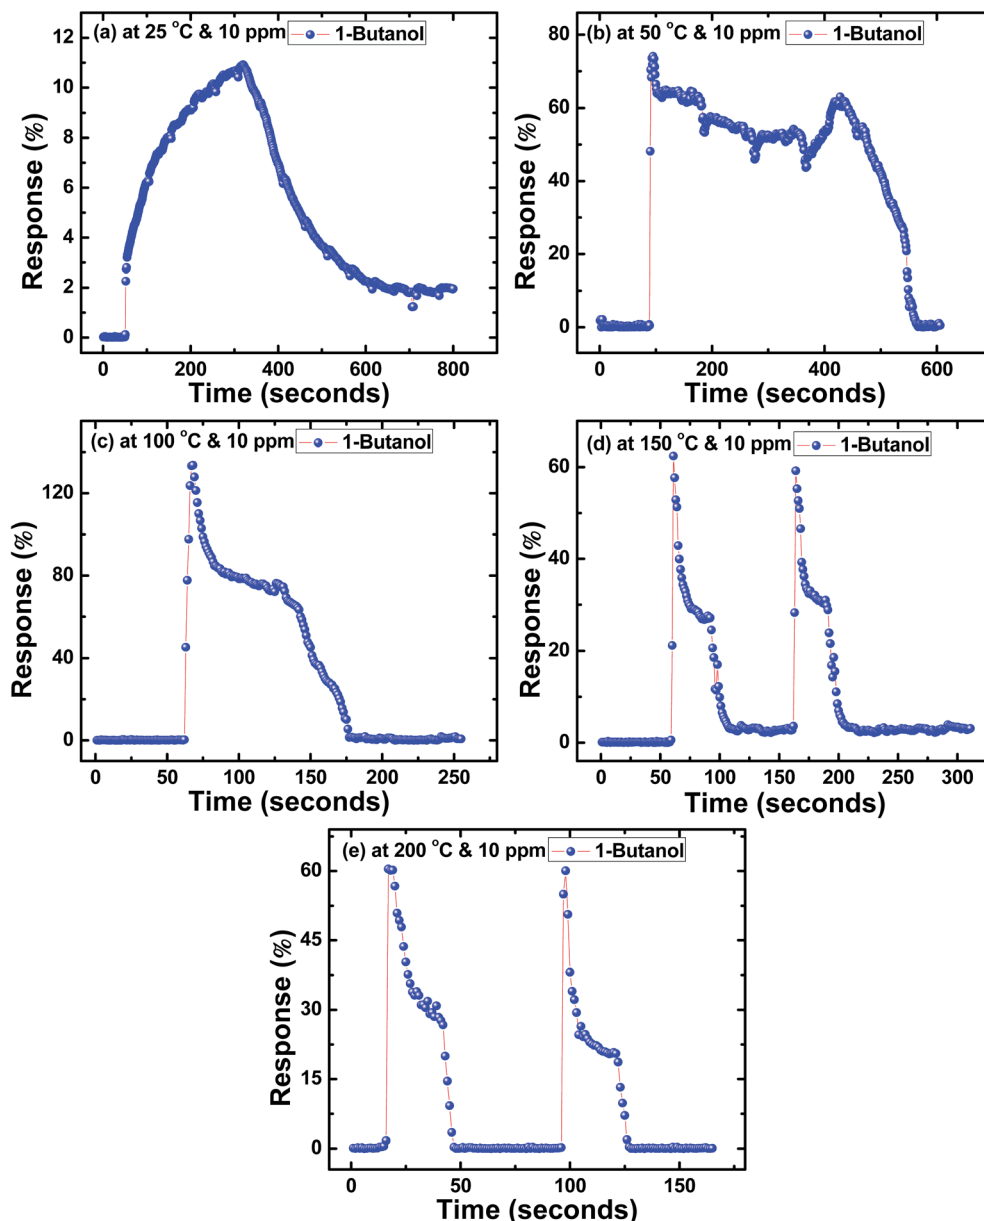 (a) at 25 °C & 10 ppm 1-Butanol
12
10
8
6
4
2
0
Response (%)
0 200 400 600 800
Time (seconds)
(b) at 50 °C & 10 ppm 1-Butanol
80
60
40
20
0
Response (%)
0 200 400 600
Time (seconds)
(c) at 100 °C & 10 ppm 1-Butanol
120
80
40
0
Response (%)
0 50 100 150 200 250
Time (seconds)
(d) at 150 °C & 10 ppm 1-Butanol
60
40
20
0
Response (%)
0 50 100 150 200 250 300
Time (seconds)
(e) at 200 °C & 10 ppm 1-Butanol
60
45
30
15
0
Response (%)
0 50 100 150
Time (seconds)